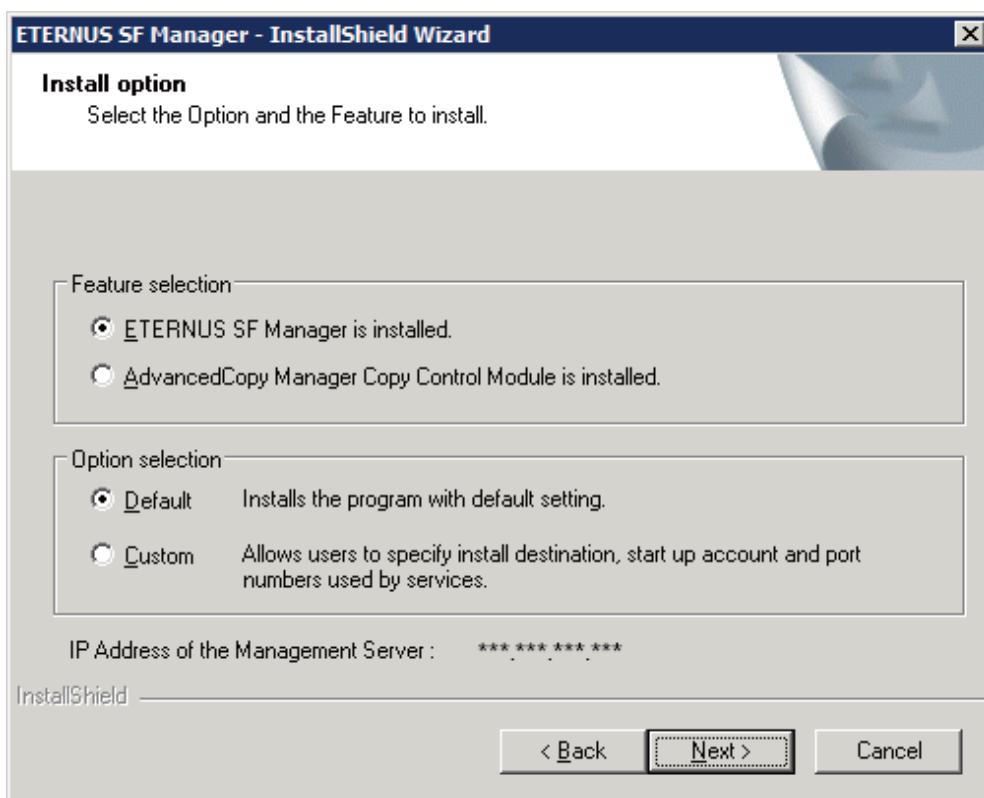 ETERNUS SF Manager - InstallShield Wizard
Install option
Select the Option and the Feature to install.
Feature selection
ETERNUS SF Manager is installed.
AdvancedCopy Manager Copy Control Module is installed.
Option selection
Default Installs the program with default setting.
Custom Allows users to specify install destination, start up account and port
numbers used by services.
IP Address of the Management Server : ***.***.***.***
InstallShield
< Back Next > Cancel